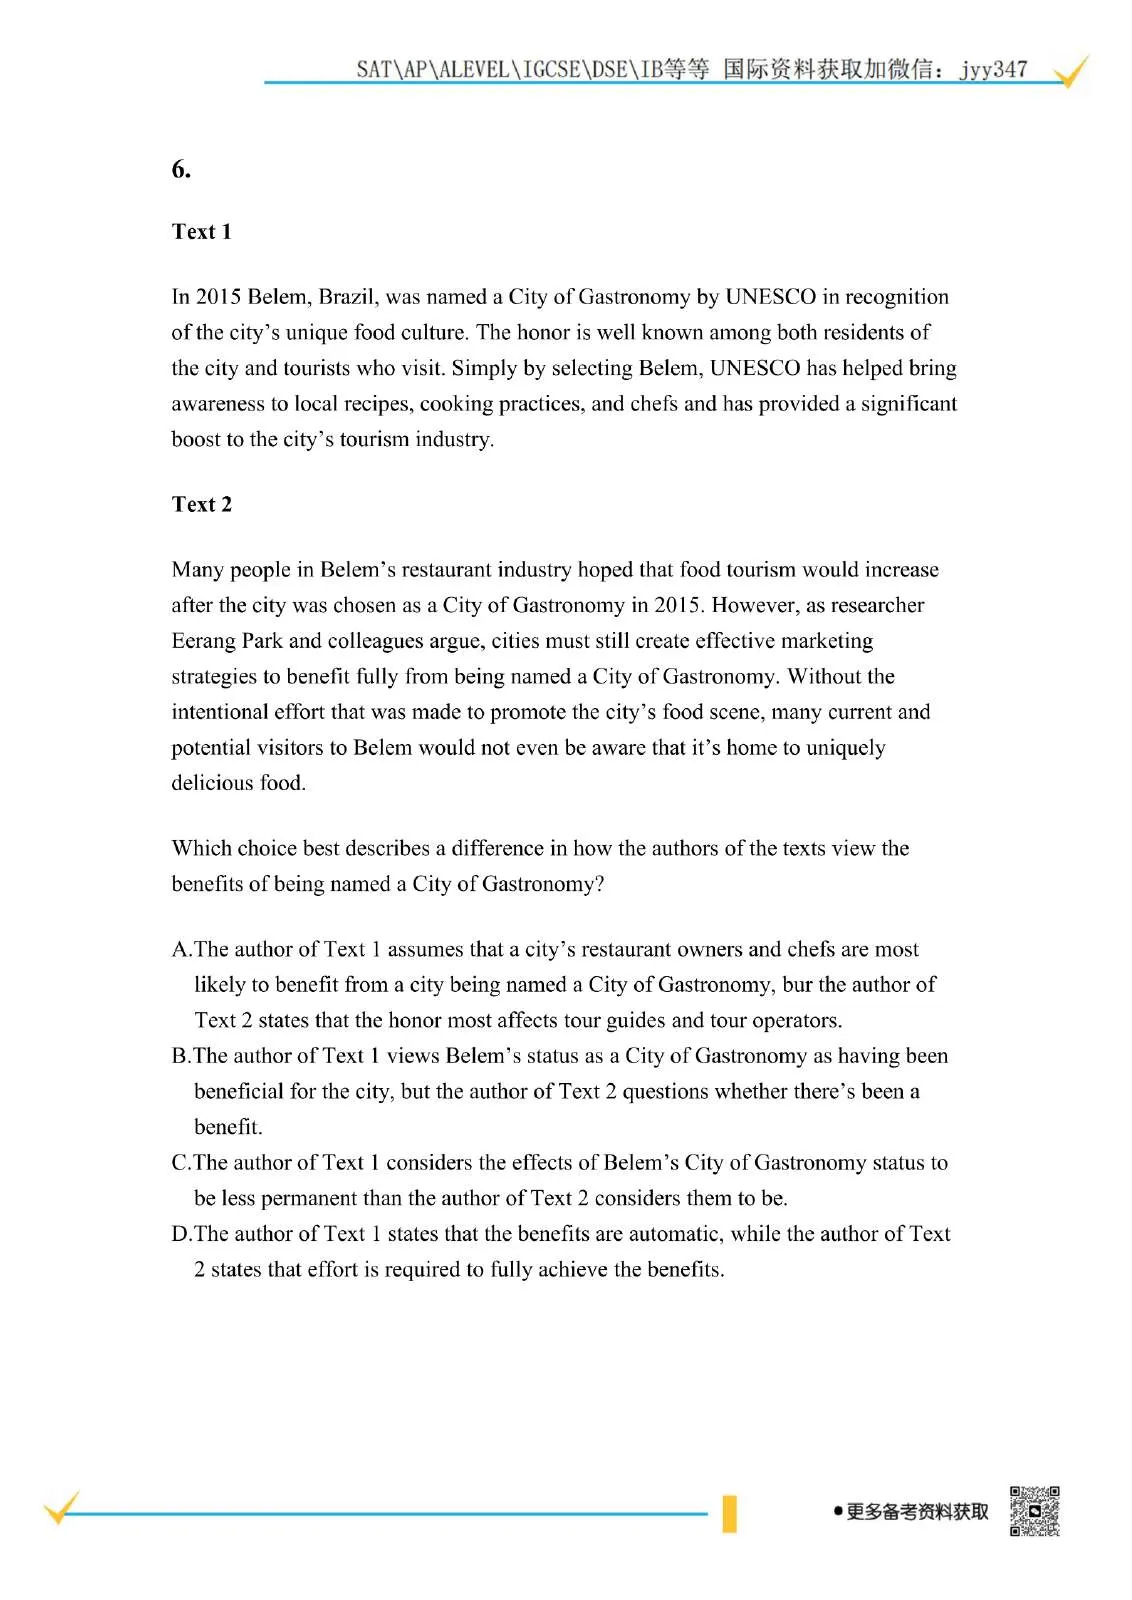 SAT\AP\ALEVEL\IGCSE\DSE\IB等等 国际资料获取加微信：jyy347
6.
Text 1
In 2015 Belem, Brazil, was named a City of Gastronomy by UNESCO in recognition
of the city’s unique food culture. The honor is well known among both residents of
the city and tourists who visit. Simply by selecting Belem, UNESCO has helped bring
awareness to local recipes, cooking practices, and chefs and has provided a significant
boost to the city’s tourism industry.
Text 2
Many people in Belem’s restaurant industry hoped that food tourism would increase
after the city was chosen as a City of Gastronomy in 2015. However, as researcher
Eerang Park and colleagues argue, cities must still create effective marketing
strategies to benefit fully from being named a City of Gastronomy. Without the
intentional effort that was made to promote the city’s food scene, many current and
potential visitors to Belem would not even be aware that it’s home to uniquely
delicious food.
Which choice best describes a difference in how the authors of the texts view the
benefits of being named a City of Gastronomy?
A.The author of Text 1 assumes that a city’s restaurant owners and chefs are most
likely to benefit from a city being named a City of Gastronomy, bur the author of
Text 2 states that the honor most affects tour guides and tour operators.
B.The author of Text 1 views Belem’s status as a City of Gastronomy as having been
beneficial for the city, but the author of Text 2 questions whether there’s been a
benefit.
C.The author of Text 1 considers the effects of Belem’s City of Gastronomy status to
be less permanent than the author of Text 2 considers them to be.
D.The author of Text 1 states that the benefits are automatic, while the author of Text
2 states that effort is required to fully achieve the benefits.
•更多备考资料获取